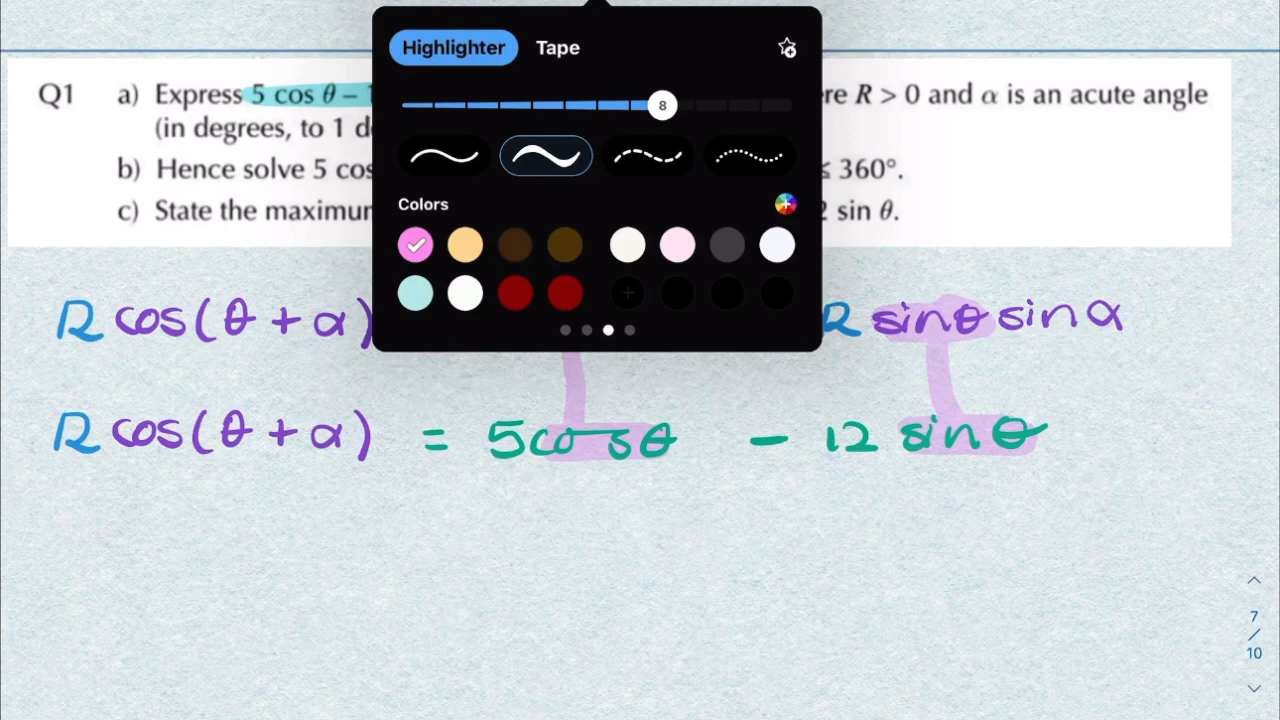 Highlighter Tape
8
Q1 a) Express 5 cos θ – re R > 0 and α is an acute angle
(in degrees, to 1 d
b) Hence solve 5 cos 360°.
c) State the maximum sin θ.
Colors
R cos(θ + α) R sinθ sin α
R cos(θ + α) = 5cosθ – 12 sinθ
7
/
10